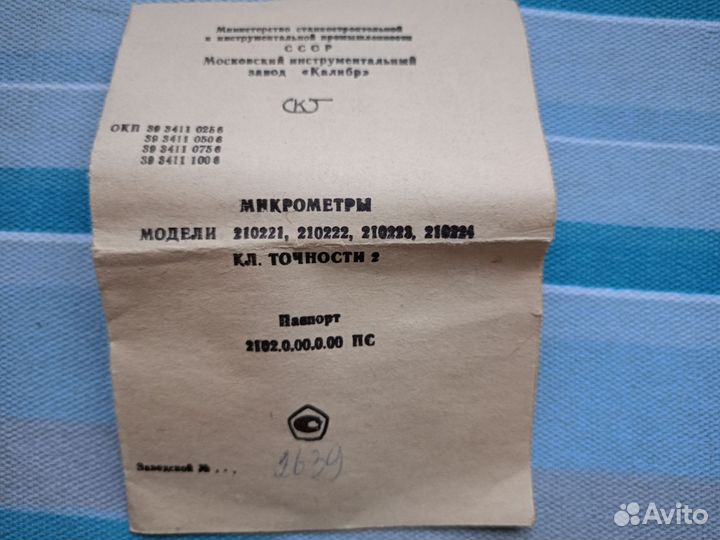 Министерство станкостроительной
и инструментальной промышленности
СССР
Московский инструментальный
завод «Калибр»
ОКП 39 3411 0256
39 3411 0506
39 3411 0756
39 3411 1006
МИКРОМЕТРЫ
МОДЕЛИ 210221, 210222, 210223, 210224
КЛ. ТОЧНОСТИ 2
Паспорт
2102.0.00.0.00 ПС
Заводской № . . . 2639
Avito